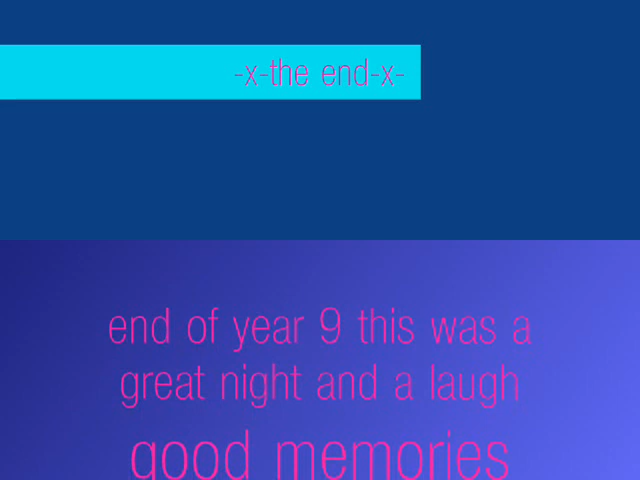 -x-the end-x-
end of year 9 this was a
great night and a laugh
good memories